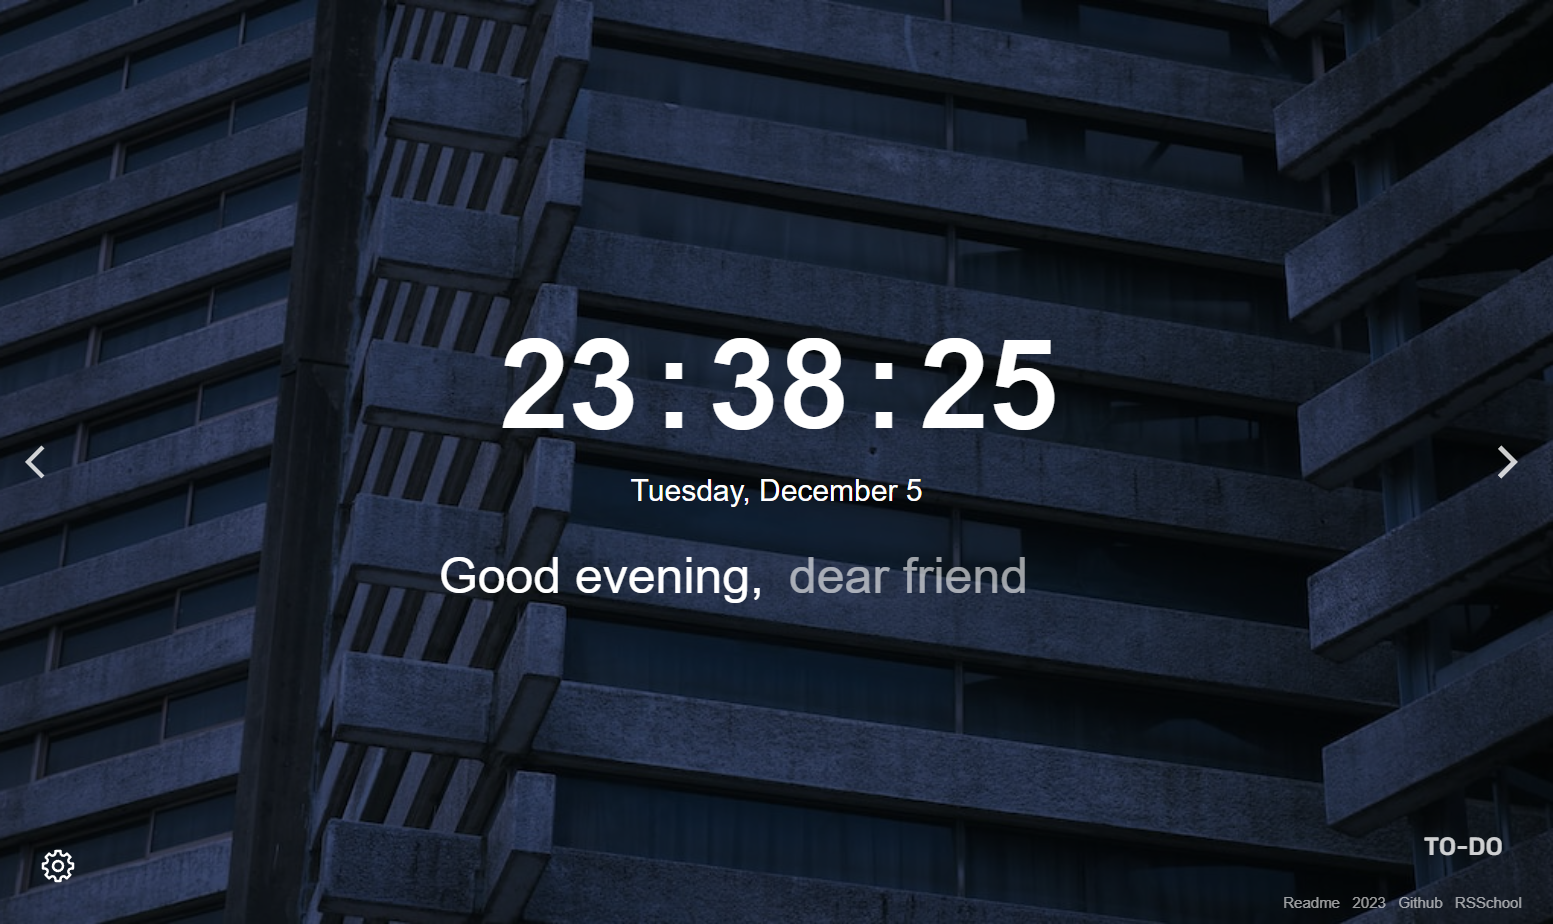 23:38:25
Tuesday, December 5
Good evening, dear friend
TO-DO
Readme 2023 Github RSSchool